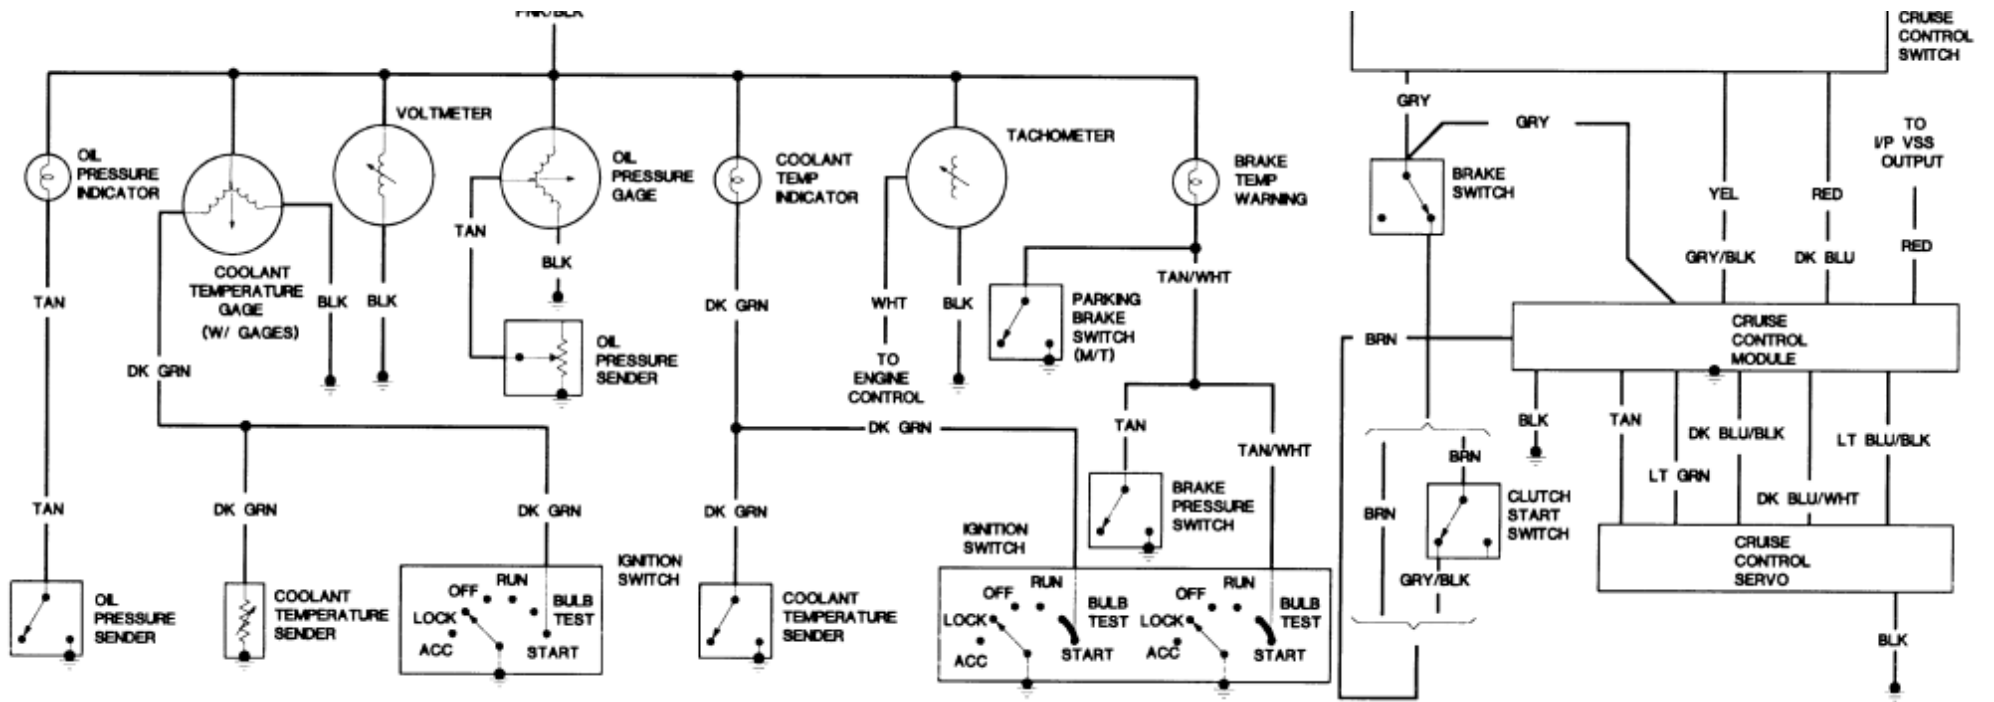 PNK/BLK
CRUISE
CONTROL
SWITCH
VOLTMETER
OIL
PRESSURE
INDICATOR
COOLANT
TEMPERATURE
GAGE
(W/ GAGES)
OIL
PRESSURE
GAGE
COOLANT
TEMP
INDICATOR
TACHOMETER
BRAKE
TEMP
WARNING
GRY
GRY
BRAKE
SWITCH
TO
I/P VSS
OUTPUT
YEL
RED
GRY/BLK
DK BLU
RED
TAN
DK GRN
BLK
BLK
TAN
BLK
OIL
PRESSURE
SENDER
DK GRN
WHT
BLK
TO
ENGINE
CONTROL
TAN/WHT
PARKING
BRAKE
SWITCH
(M/T)
BRN
CRUISE
CONTROL
MODULE
DK GRN
TAN
TAN/WHT
BLK
TAN
DK BLU/BLK
LT BLU/BLK
LT GRN
DK BLU/WHT
BRN
BRN
CLUTCH
START
SWITCH
GRY/BLK
CRUISE
CONTROL
SERVO
BLK
TAN
DK GRN
DK GRN
DK GRN
BRAKE
PRESSURE
SWITCH
OIL
PRESSURE
SENDER
COOLANT
TEMPERATURE
SENDER
IGNITION
SWITCH
OFF
RUN
LOCK
BULB
TEST
ACC
START
COOLANT
TEMPERATURE
SENDER
IGNITION
SWITCH
OFF
RUN
LOCK
BULB
TEST
ACC
START
OFF
RUN
LOCK
BULB
TEST
ACC
START